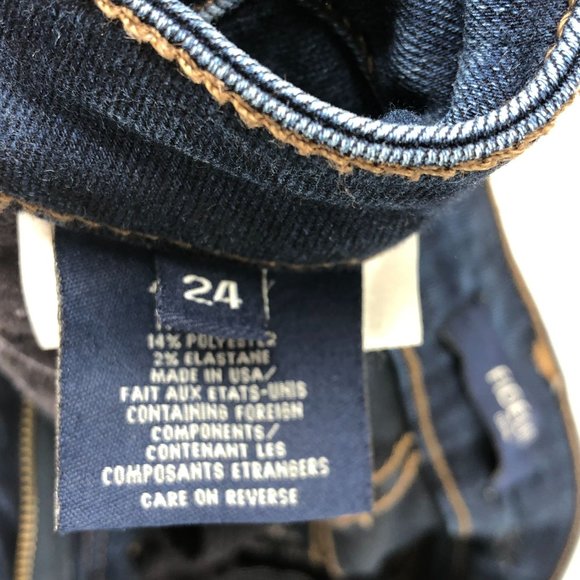 24
14% POLYESTER
2% ELASTANE
MADE IN USA/
FAIT AUX ETATS-UNIS
CONTAINING FOREIGN
COMPONENTS/
CONTENANT LES
COMPOSANTS ETRANGERS
CARE ON REVERSE